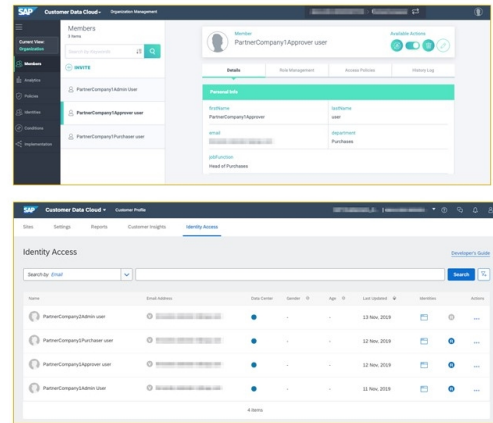 SAP Customer Data Cloud Organization Management
Current View:
Organization
Members
Analytics
Policies
Identities
Conditions
Implementation
Members
3 items
Search by Keyword
INVITE
PartnerCompany1Admin User
PartnerCompany1Approver user
PartnerCompany1Purchaser user
Member
PartnerCompany1Approver user
Available Actions
Details Role Management Access Policies History Log
Personal Info
firstName lastName
PartnerCompany1Approver user
email department
Purchases
jobFunction
Head of Purchases
SAP Customer Data Cloud Customer Profile
Sites Settings Reports Customer Insights Identity Access
Identity Access Developer's Guide
Search by Email Search
Name Email Address Data Center Gender Age Last Updated Identities Actions
PartnerCompany2Admin user 13 Nov, 2019
PartnerCompany1Purchaser user 12 Nov, 2019
PartnerCompany1Approver user 12 Nov, 2019
PartnerCompany1Admin User 11 Nov, 2019
4 items